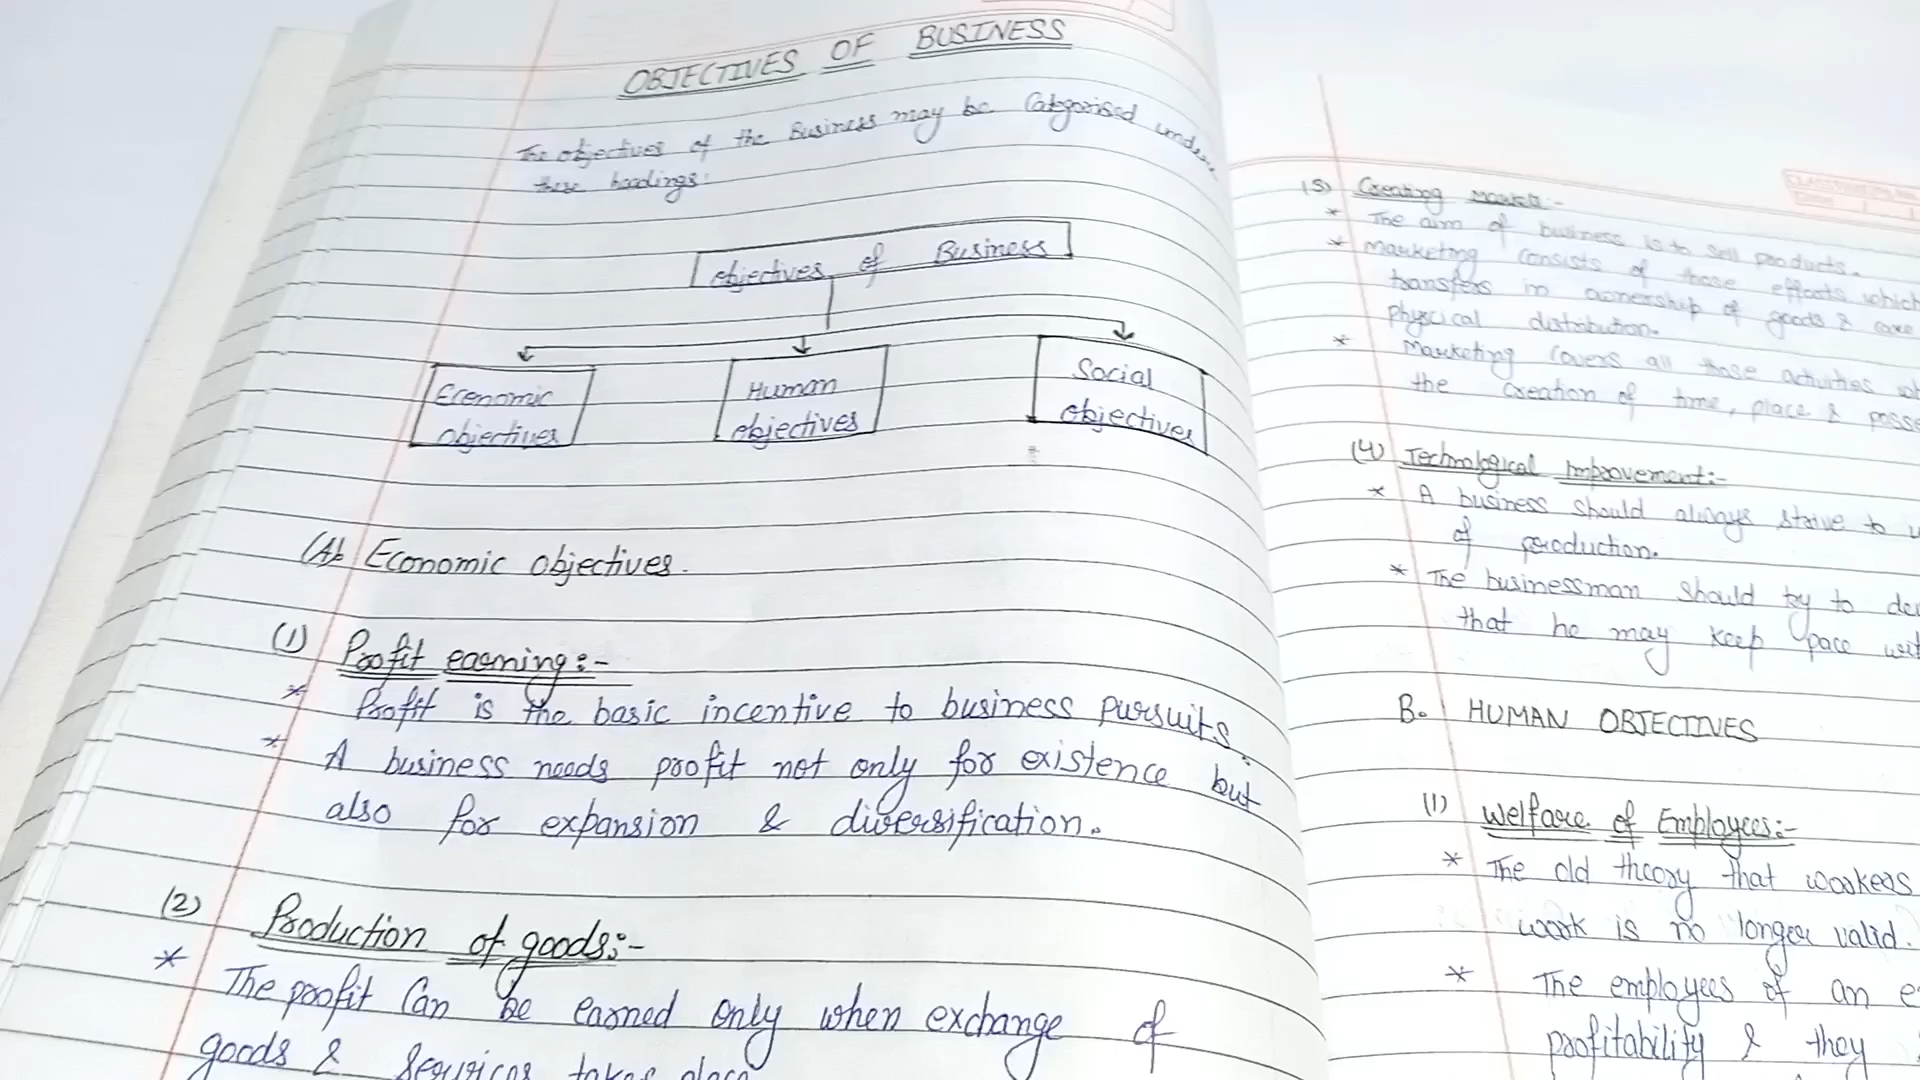 OBJECTIVES OF BUSINESS
The objectives of the Business may be Categorised under
these headings:
Objectives of Business
Economic
objectives
Human
objectives
Social
objectives
(A). Economic objectives.
(1) Profit earning:-
* Profit is the basic incentive to business pursuits.
* A business needs profit not only for existence but
also for expansion & diversification.
(2) Production of goods:-
* The profit Can be earned only when exchange of
goods & services takes place
(3) Creating markets:-
* The aim of business is to sell products.
* Marketing consists of those efforts which
transfers in ownership of goods & care
physical distribution.
* Marketing covers all those activities
the creation of time, place &
(4) Technological Improvement:-
* A business should always strive to
of production.
* The businessman should try to
that he may keep pace
B. HUMAN OBJECTIVES
(1) Welfare of Employees:-
* The old theory that workers
work is no longer valid.
* The employees of an
profitability & they